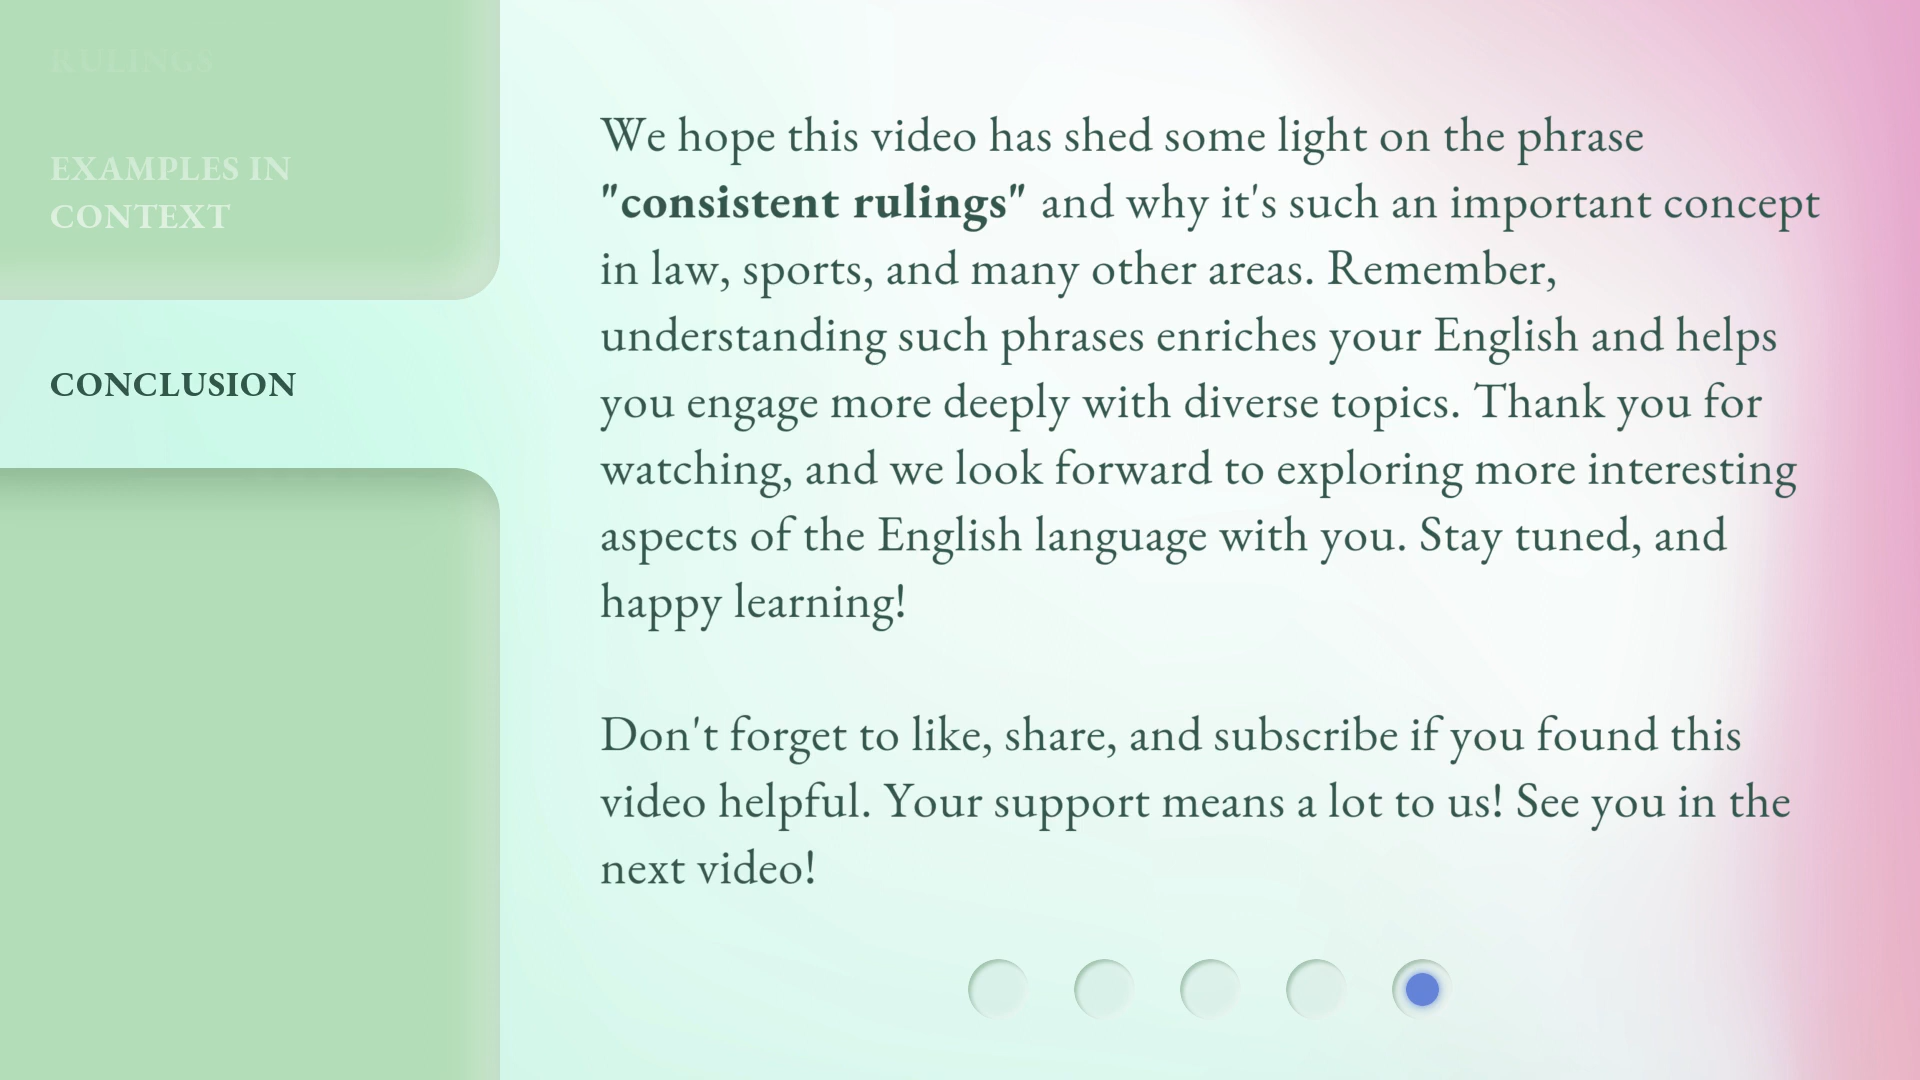 RULINGS
EXAMPLES IN
CONTEXT
CONCLUSION
We hope this video has shed some light on the phrase
"consistent rulings" and why it's such an important concept
in law, sports, and many other areas. Remember,
understanding such phrases enriches your English and helps
you engage more deeply with diverse topics. Thank you for
watching, and we look forward to exploring more interesting
aspects of the English language with you. Stay tuned, and
happy learning!
Don't forget to like, share, and subscribe if you found this
video helpful. Your support means a lot to us! See you in the
next video!